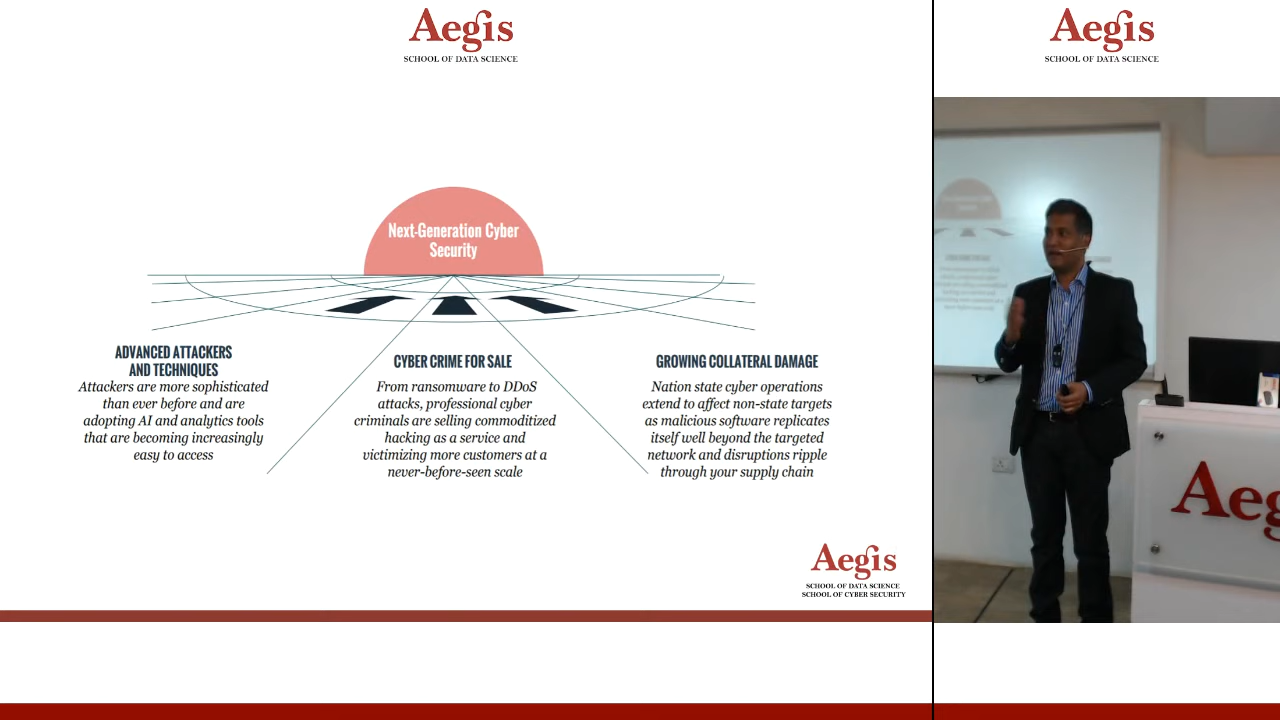 Aegis
SCHOOL OF DATA SCIENCE
Next-Generation Cyber
Security
ADVANCED ATTACKERS
AND TECHNIQUES
Attackers are more sophisticated
than ever before and are
adopting AI and analytics tools
that are becoming increasingly
easy to access
CYBER CRIME FOR SALE
From ransomware to DDoS
attacks, professional cyber
criminals are selling commoditized
hacking as a service and
victimizing more customers at a
never-before-seen scale
GROWING COLLATERAL DAMAGE
Nation state cyber operations
extend to affect non-state targets
as malicious software replicates
itself well beyond the targeted
network and disruptions ripple
through your supply chain
Aegis
SCHOOL OF DATA SCIENCE
SCHOOL OF CYBER SECURITY
Aegis
SCHOOL OF DATA SCIENCE
Aeg